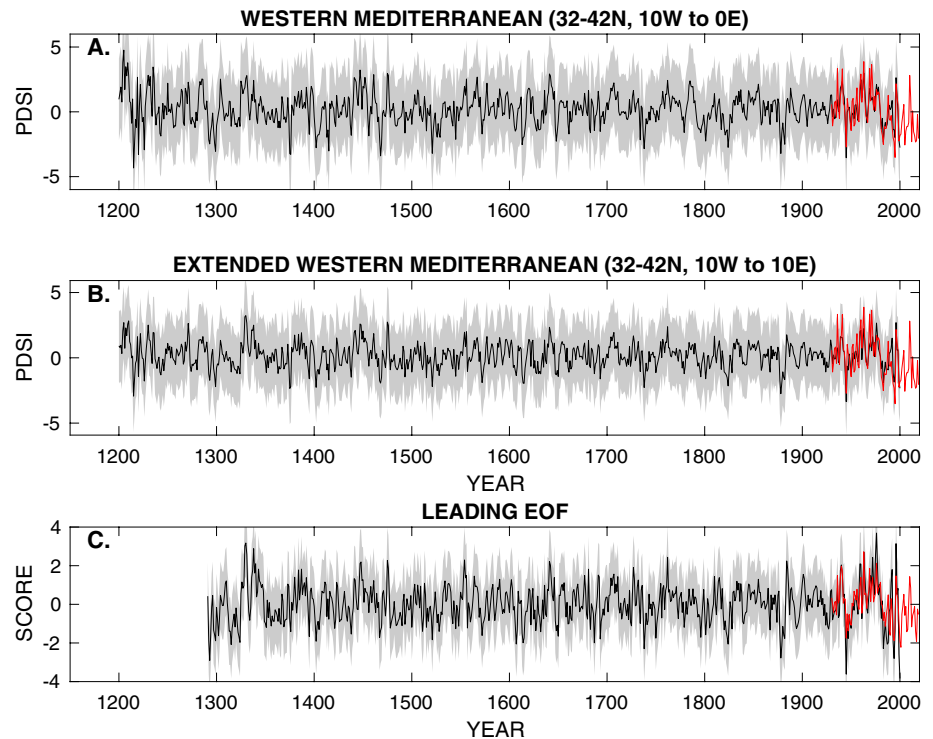 WESTERN MEDITERRANEAN (32-42N, 10W to 0E)
A.
5
0
-5
PDSI
1200 1300 1400 1500 1600 1700 1800 1900 2000
EXTENDED WESTERN MEDITERRANEAN (32-42N, 10W to 10E)
B.
5
0
-5
PDSI
1200 1300 1400 1500 1600 1700 1800 1900 2000
YEAR
LEADING EOF
C.
4
2
0
-2
-4
SCORE
1200 1300 1400 1500 1600 1700 1800 1900 2000
YEAR